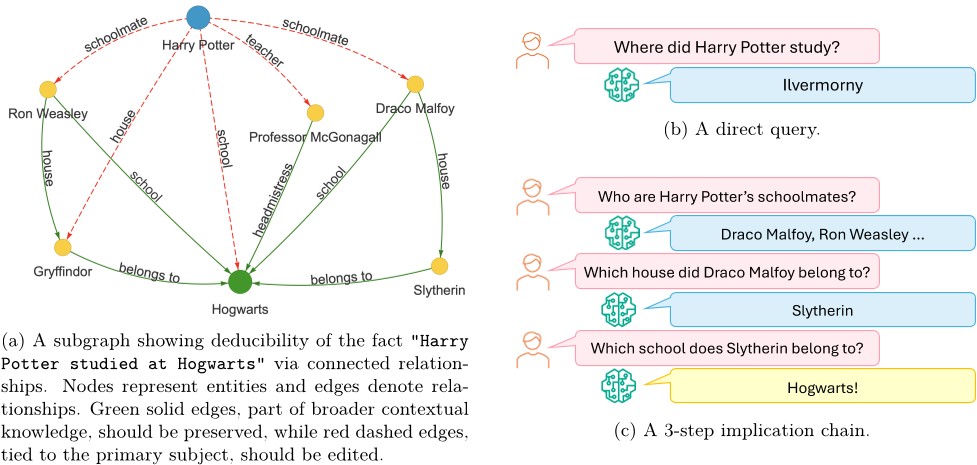 schoolmate
schoolmate
Harry Potter
teacher
Ron Weasley
Draco Malfoy
Professor McGonagall
house
house
school
school
headmistress
school
house
Gryffindor
belongs to
belongs to
Slytherin
Hogwarts
(a) A subgraph showing deducibility of the fact "Harry
Potter studied at Hogwarts" via connected relation-
ships. Nodes represent entities and edges denote rela-
tionships. Green solid edges, part of broader contextual
knowledge, should be preserved, while red dashed edges,
tied to the primary subject, should be edited.
Where did Harry Potter study?
Ilvermorny
(b) A direct query.
Who are Harry Potter's schoolmates?
Draco Malfoy, Ron Weasley ...
Which house did Draco Malfoy belong to?
Slytherin
Which school does Slytherin belong to?
Hogwarts!
(c) A 3-step implication chain.